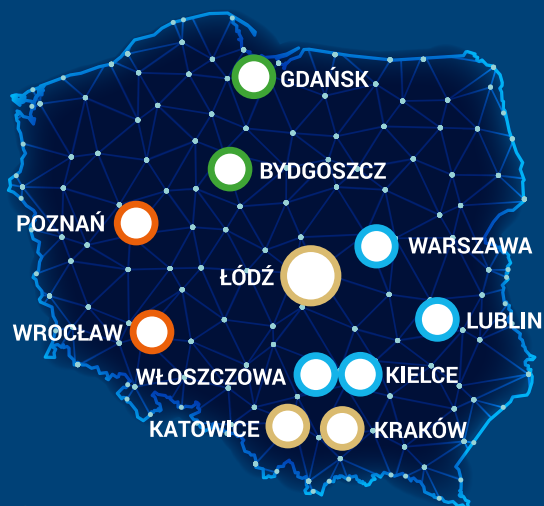 GDAŃSK
BYDGOSZCZ
POZNAŃ
WARSZAWA
ŁÓDŹ
LUBLIN
WROCŁAW
WŁOSZCZOWA
KIELCE
KATOWICE
KRAKÓW